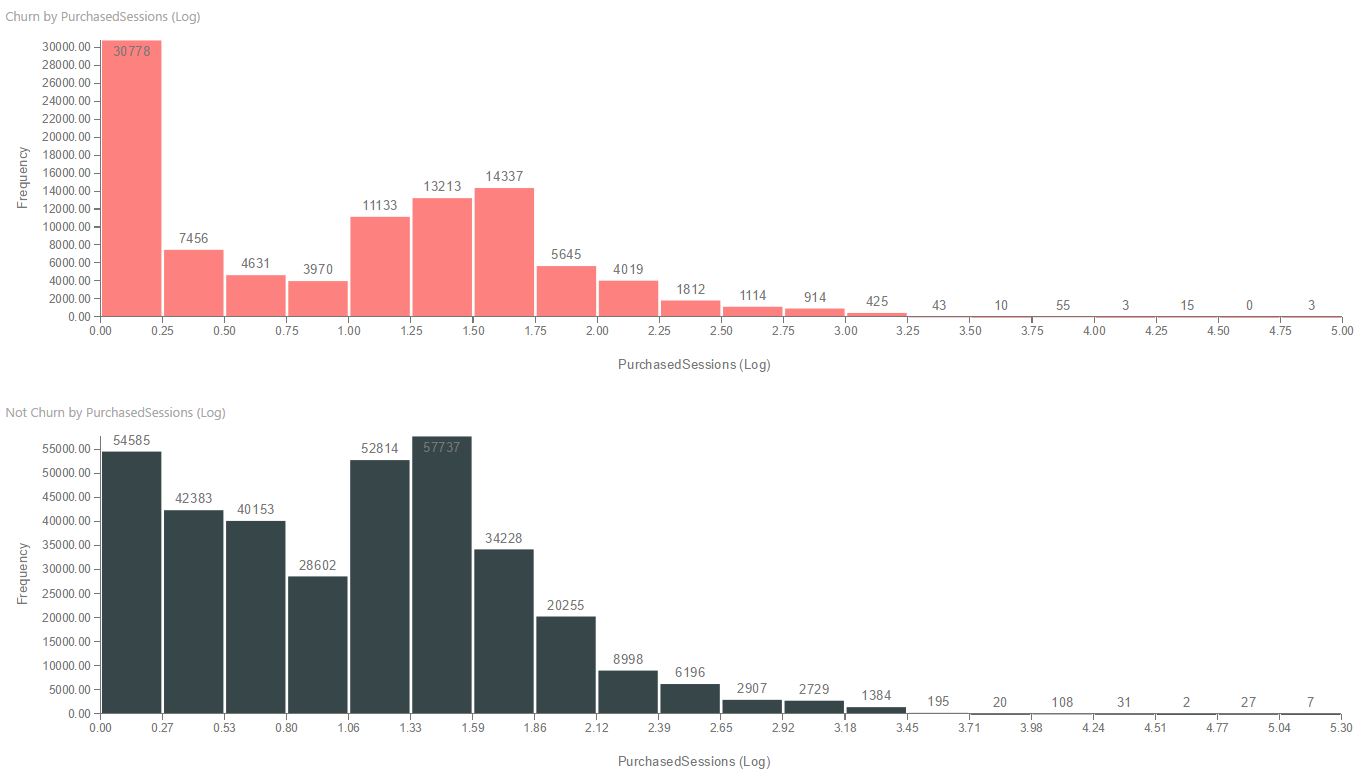 Churn by PurchasedSessions (Log)
30000.00
28000.00
26000.00
24000.00
22000.00
20000.00
18000.00
16000.00
14000.00
12000.00
10000.00
8000.00
6000.00
4000.00
2000.00
0.00
Frequency
30778 7456 4631 3970 11133 13213 14337 5645 4019 1812 1114 914 425 43 10 55 3 15 0 3
0.00 0.25 0.50 0.75 1.00 1.25 1.50 1.75 2.00 2.25 2.50 2.75 3.00 3.25 3.50 3.75 4.00 4.25 4.50 4.75 5.00
PurchasedSessions (Log)
Not Churn by PurchasedSessions (Log)
55000.00
50000.00
45000.00
40000.00
35000.00
30000.00
25000.00
20000.00
15000.00
10000.00
5000.00
0.00
Frequency
54585 42383 40153 28602 52814 57737 34228 20255 8998 6196 2907 2729 1384 195 20 108 31 2 27 7
0.00 0.27 0.53 0.80 1.06 1.33 1.59 1.86 2.12 2.39 2.65 2.92 3.18 3.45 3.71 3.98 4.24 4.51 4.77 5.04 5.30
PurchasedSessions (Log)